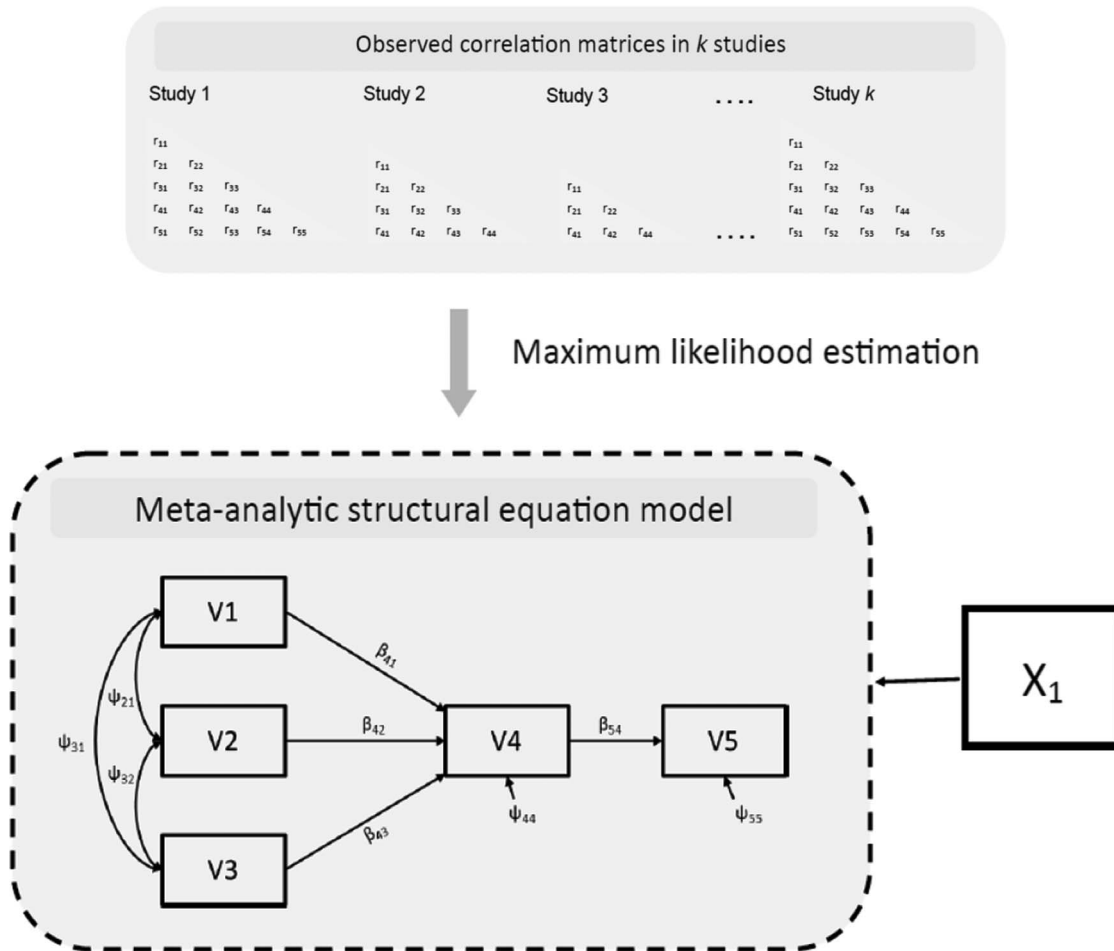 Observed correlation matrices in k studies
Study 1 Study 2 Study 3 .... Study k
r₁₁ r₁₁
r₂₁ r₂₂ r₁₁ r₂₁ r₂₂
r₃₁ r₃₂ r₃₃ r₂₁ r₂₂ r₁₁ r₃₁ r₃₂ r₃₃
r₄₁ r₄₂ r₄₃ r₄₄ r₃₁ r₃₂ r₃₃ r₂₁ r₂₂ r₄₁ r₄₂ r₄₃ r₄₄
r₅₁ r₅₂ r₅₃ r₅₄ r₅₅ r₄₁ r₄₂ r₄₃ r₄₄ r₄₁ r₄₂ r₄₄ .... r₅₁ r₅₂ r₅₃ r₅₄ r₅₅
Maximum likelihood estimation
Meta-analytic structural equation model
V1
β₄₁
ψ₂₁
ψ₃₁
V2
β₄₂
V4
β₅₄
V5
X₁
ψ₃₂
ψ₄₄
ψ₅₅
β₄₃
V3